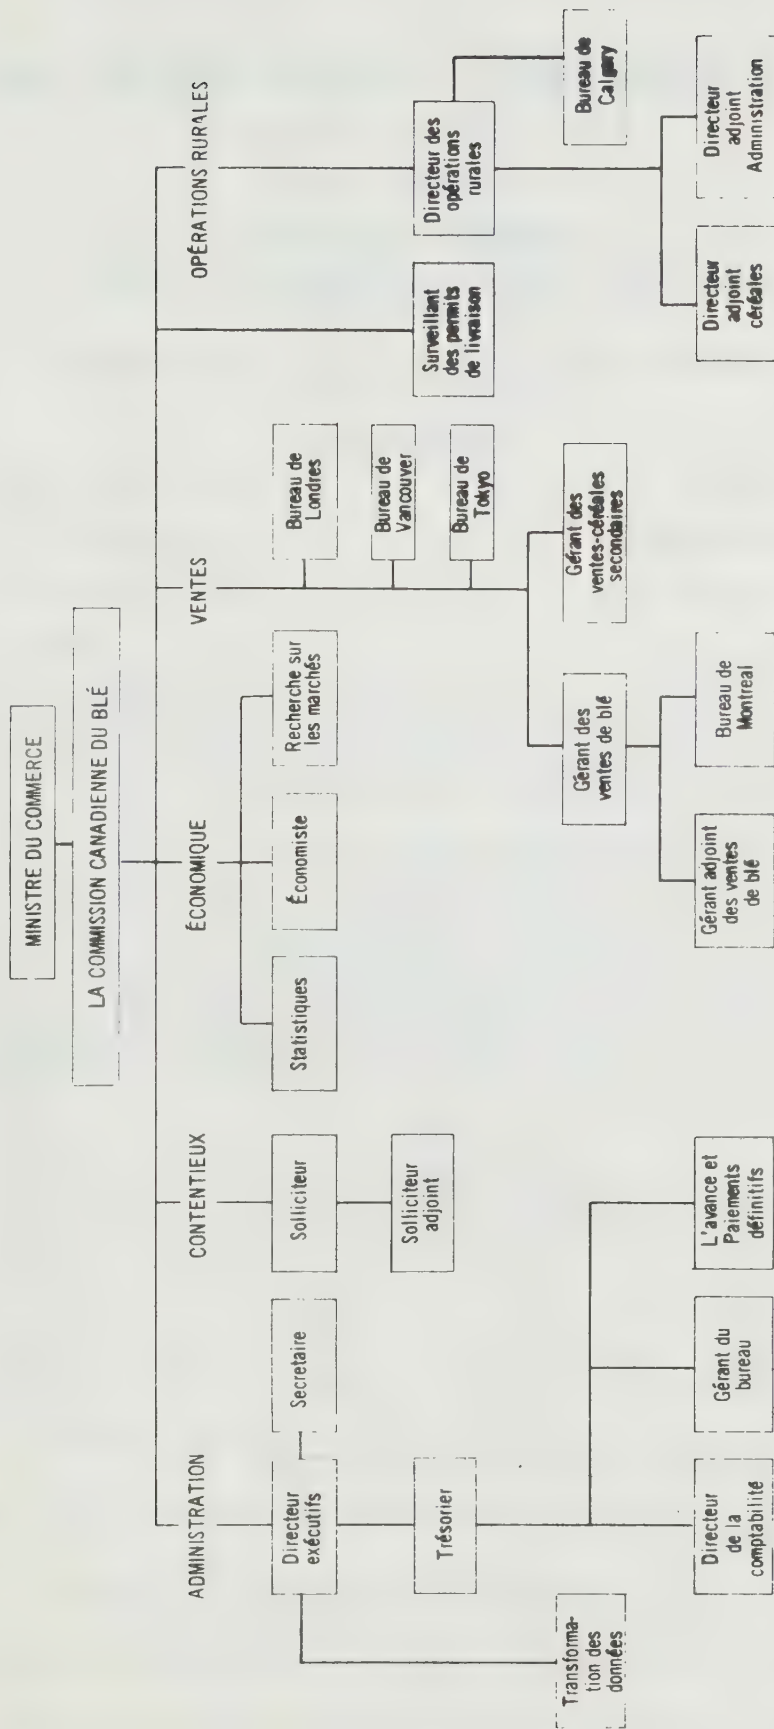 MINISTRE DU COMMERCE
LA COMMISSION CANADIENNE DU BLÉ
ADMINISTRATION
CONTENTIEUX
ÉCONOMIQUE
VENTES
OPÉRATIONS RURALES
Directeur
exécutifs
Secretaire
Solliciteur
Statistiques
Économiste
Recherche sur
les marchés
Bureau de
Londres
Trésorier
Solliciteur
adjoint
Bureau de
Vancouver
Surveillant
des permits
de livraison
Directeur des
opérations
rurales
Bureau de
Tokyo
Transforma-
tion des
données
Gérant des
ventes de blé
Gérant des
ventes-céréales
secondaires
Bureau de
Calgary
Directeur
de la
comptabilité
Gérant du
bureau
L'avance et
Paiements
définitifs
Gérant adjoint
des ventes
de blé
Bureau de
Montreal
Directeur
adjoint
céréales
Directeur
adjoint
Administration